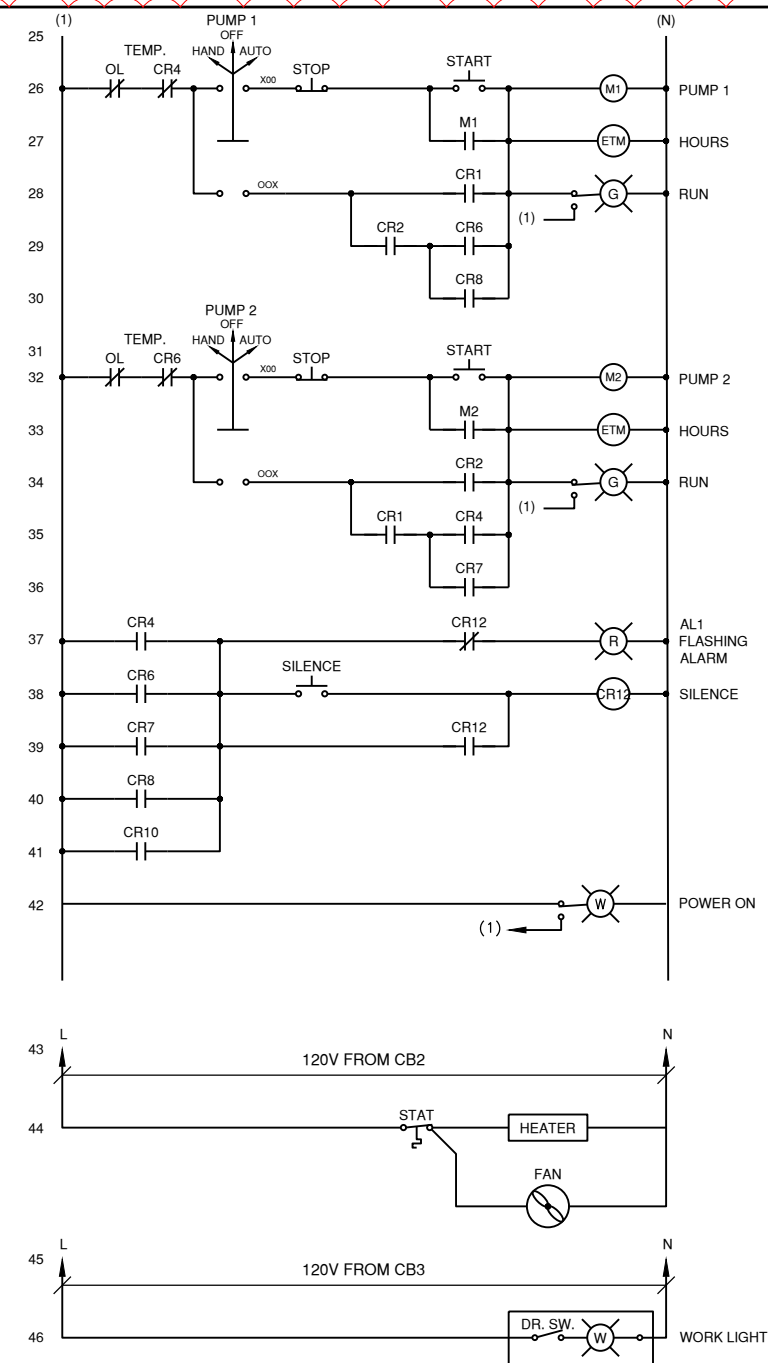 (1) PUMP 1 (N)
25 OFF
TEMP. HAND AUTO
OL CR4 X00 STOP START
26 M1 PUMP 1
M1
27 ETM HOURS
CR1
28 OOX G RUN
(1)
CR2 CR6
29
CR8
30
PUMP 2
OFF
31 TEMP. HAND AUTO
OL CR6 X00 STOP START
32 M2 PUMP 2
M2
33 ETM HOURS
CR2
34 OOX G RUN
(1)
CR1 CR4
35
CR7
36
CR4 CR12 AL1
37 R FLASHING
ALARM
CR6 SILENCE
38 CR12 SILENCE
CR7 CR12
39
CR8
40
CR10
41
42 W POWER ON
(1)
L N
43 120V FROM CB2
STAT
44 HEATER
FAN
L N
45 120V FROM CB3
DR. SW.
46 W WORK LIGHT